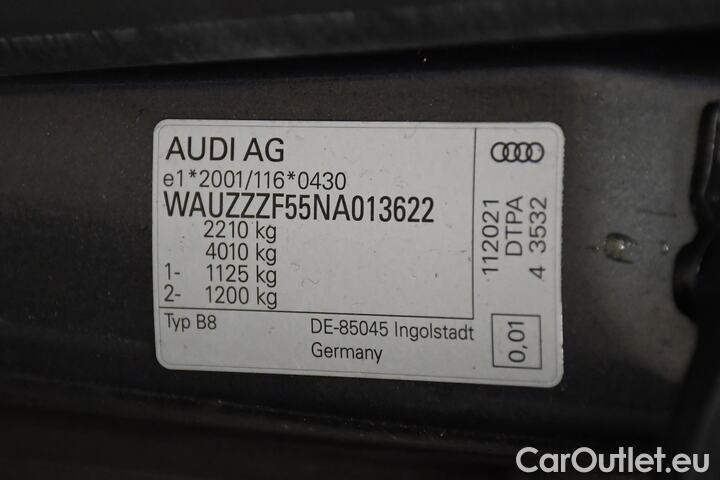 AUDI AG
e1*2001/116*0430
WAUZZZF55NA013622
2210 kg
4010 kg
1- 1125 kg
2- 1200 kg
Typ B8
DE-85045 Ingolstadt
Germany
112021
DTPA
4 3532
0,01
CarOutlet.eu